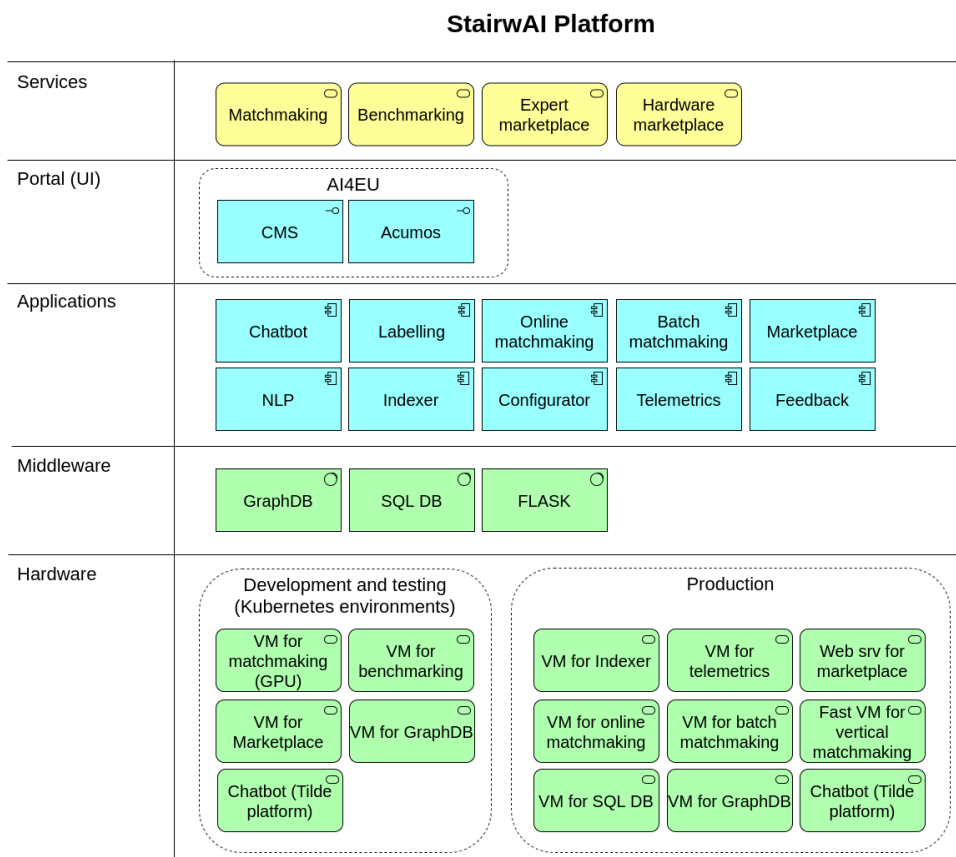 StairwAI Platform
Services
Matchmaking
Benchmarking
Expert
marketplace
Hardware
marketplace
Portal (UI)
AI4EU
CMS
Acumos
Applications
Chatbot
Labelling
Online
matchmaking
Batch
matchmaking
Marketplace
NLP
Indexer
Configurator
Telemetrics
Feedback
Middleware
GraphDB
SQL DB
FLASK
Hardware
Development and testing
(Kubernetes environments)
VM for
matchmaking
(GPU)
VM for
benchmarking
VM for
Marketplace
VM for GraphDB
Chatbot (Tilde
platform)
Production
VM for Indexer
VM for
telemetrics
Web srv for
marketplace
VM for online
matchmaking
VM for batch
matchmaking
Fast VM for
vertical
matchmaking
VM for SQL DB
VM for GraphDB
Chatbot (Tilde
platform)